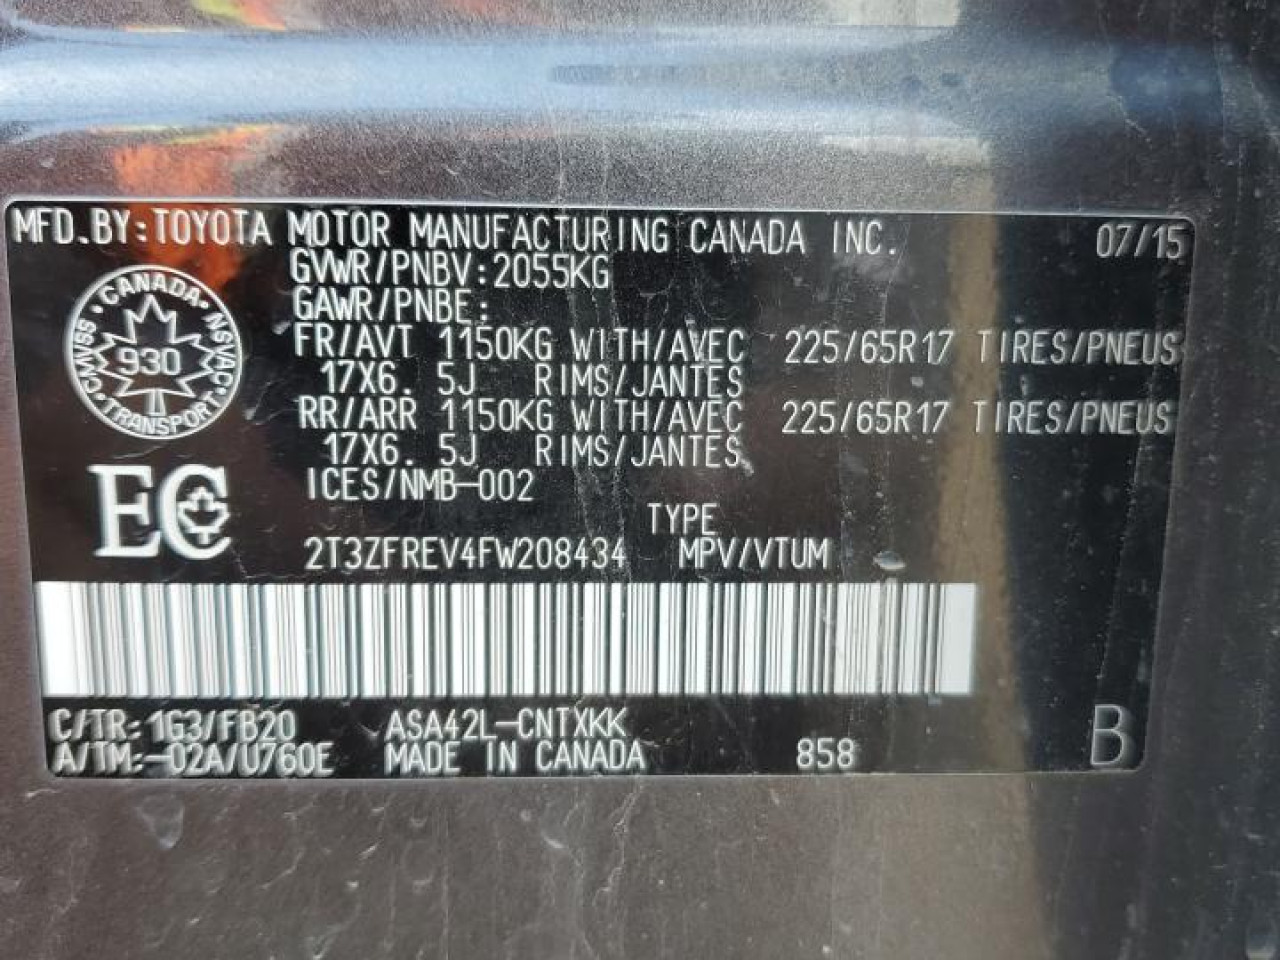 MFD.BY:TOYOTA MOTOR MANUFACTURING CANADA INC. 07/15
GVWR/PNBV:2055KG
GAWR/PNBE:
FR/AVT 1150KG WITH/AVEC 225/65R17 TIRES/PNEUS
17X6. 5J RIMS/JANTES
RR/ARR 1150KG WITH/AVEC 225/65R17 TIRES/PNEUS
17X6. 5J RIMS/JANTES
ICES/NMB-002
CANADA • NSVAC • TRANSPORT • CMVSS •
930
EC
TYPE
2T3ZFREV4FW208434 MPV/VTUM
C/TR: 1G3/FB20 ASA42L-CNTXKK
A/TM:-02A/U760E MADE IN CANADA 858 B